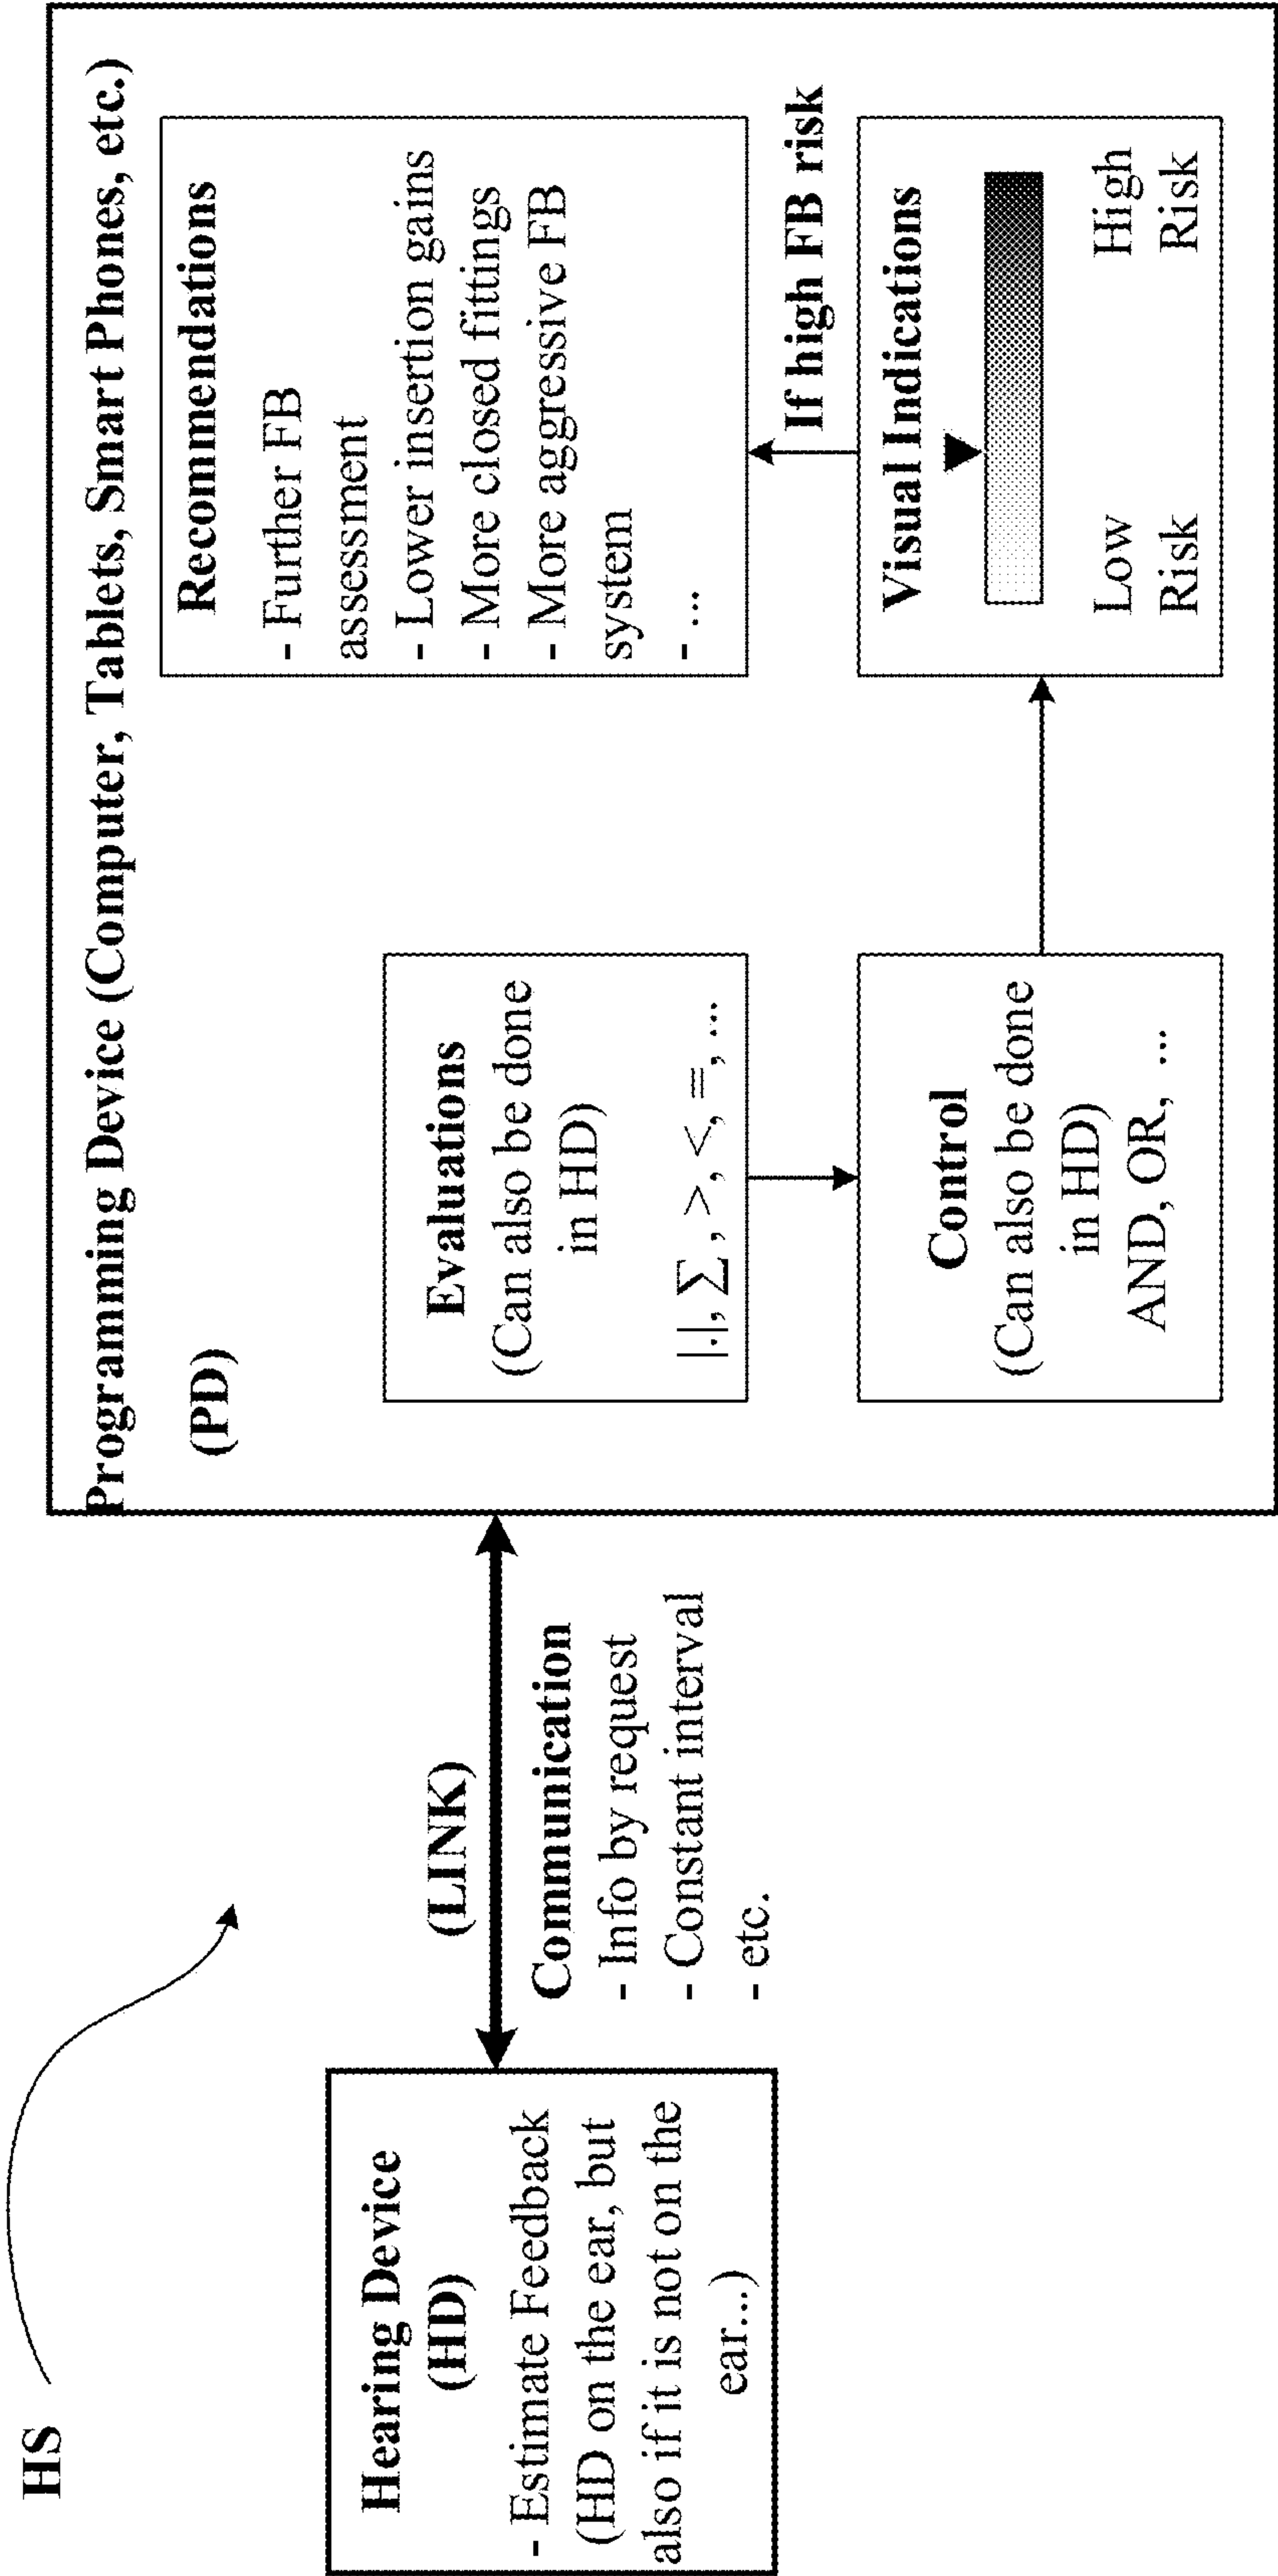 HS
Hearing Device
(HD)
- Estimate Feedback
(HD on the ear, but
also if it is not on the
ear...)
(LINK)
Communication
- Info by request
- Constant interval
- etc.
Programming Device (Computer, Tablets, Smart Phones, etc.)
(PD)
Evaluations
(Can also be done
in HD)
|.|, ∑, >, <, =, ...
Control
(Can also be done
in HD)
AND, OR, ...
Recommendations
- Further FB
assessment
- Lower insertion gains
- More closed fittings
- More aggressive FB
system
- ...
If high FB risk
Visual Indications
Low High
Risk Risk